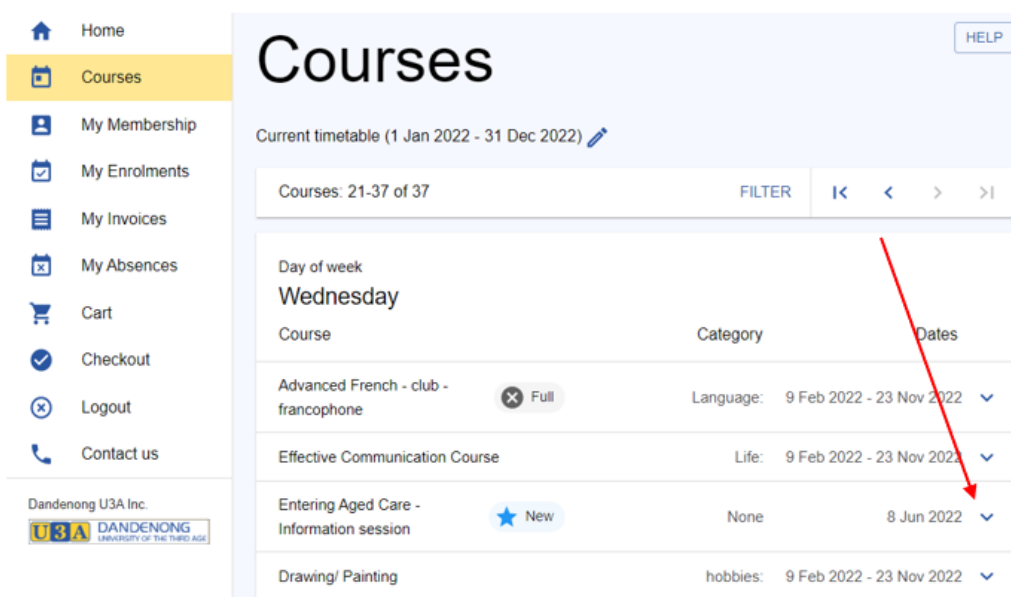 Home
Courses
My Membership
My Enrolments
My Invoices
My Absences
Cart
Checkout
Logout
Contact us
Dandenong U3A Inc.
U3A DANDENONG
UNIVERSITY OF THE THIRD AGE
HELP
Courses
Current timetable (1 Jan 2022 - 31 Dec 2022)
Courses: 21-37 of 37 FILTER
Day of week
Wednesday
Course Category Dates
Advanced French - club -
francophone Full Language: 9 Feb 2022 - 23 Nov 2022
Effective Communication Course Life: 9 Feb 2022 - 23 Nov 2022
Entering Aged Care -
Information session New None 8 Jun 2022
Drawing/ Painting hobbies: 9 Feb 2022 - 23 Nov 2022